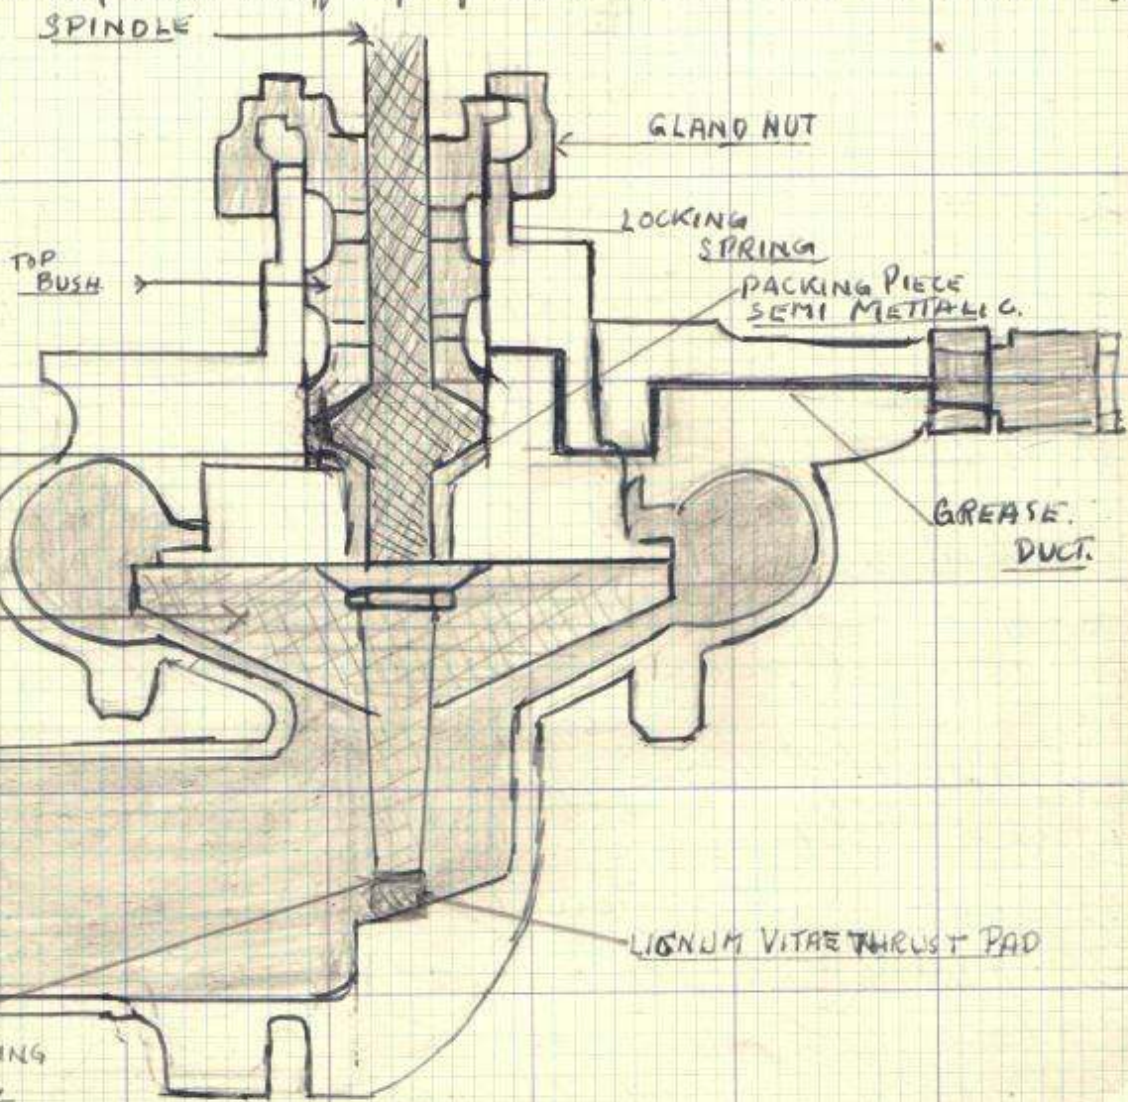 SPINDLE
GLAND NUT
LOCKING
SPRING
TOP
BUSH
PACKING PIECE
SEMI METTALIC.
GREASE.
DUCT.
LIGNUM VITAE THRUST PAD
ING